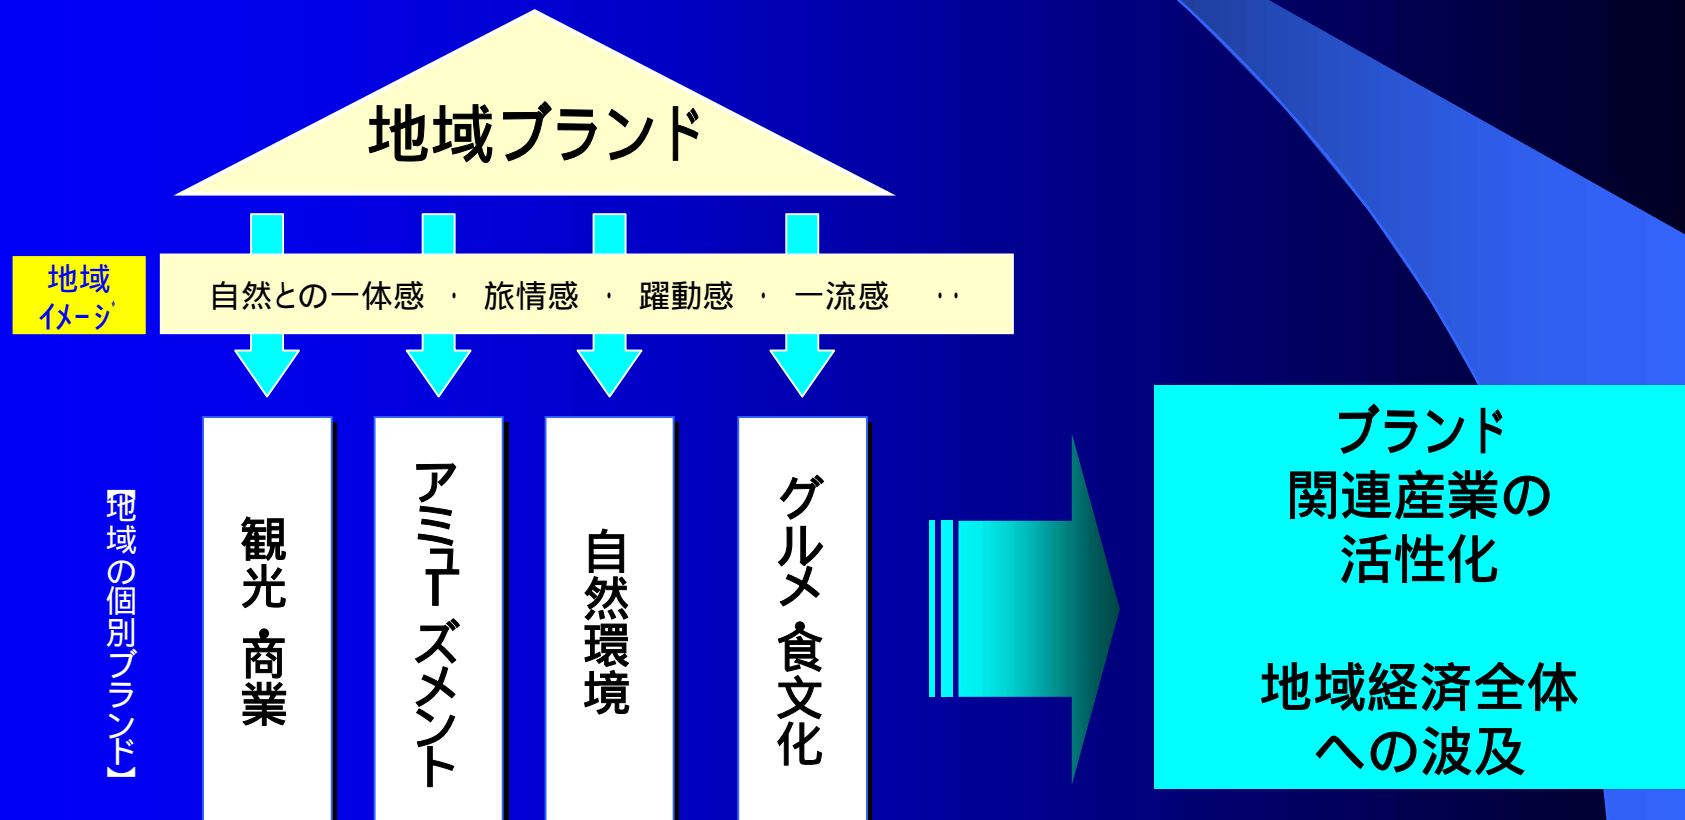 地域ブランド
地域
イメージ
自然との一体感 ・ 旅情感 ・ 躍動感 ・ 一流感 ・・
【地域の個別ブランド】
観光・商業
アミューズメント
自然環境
グルメ・食文化
ブランド
関連産業の
活性化
地域経済全体
への波及